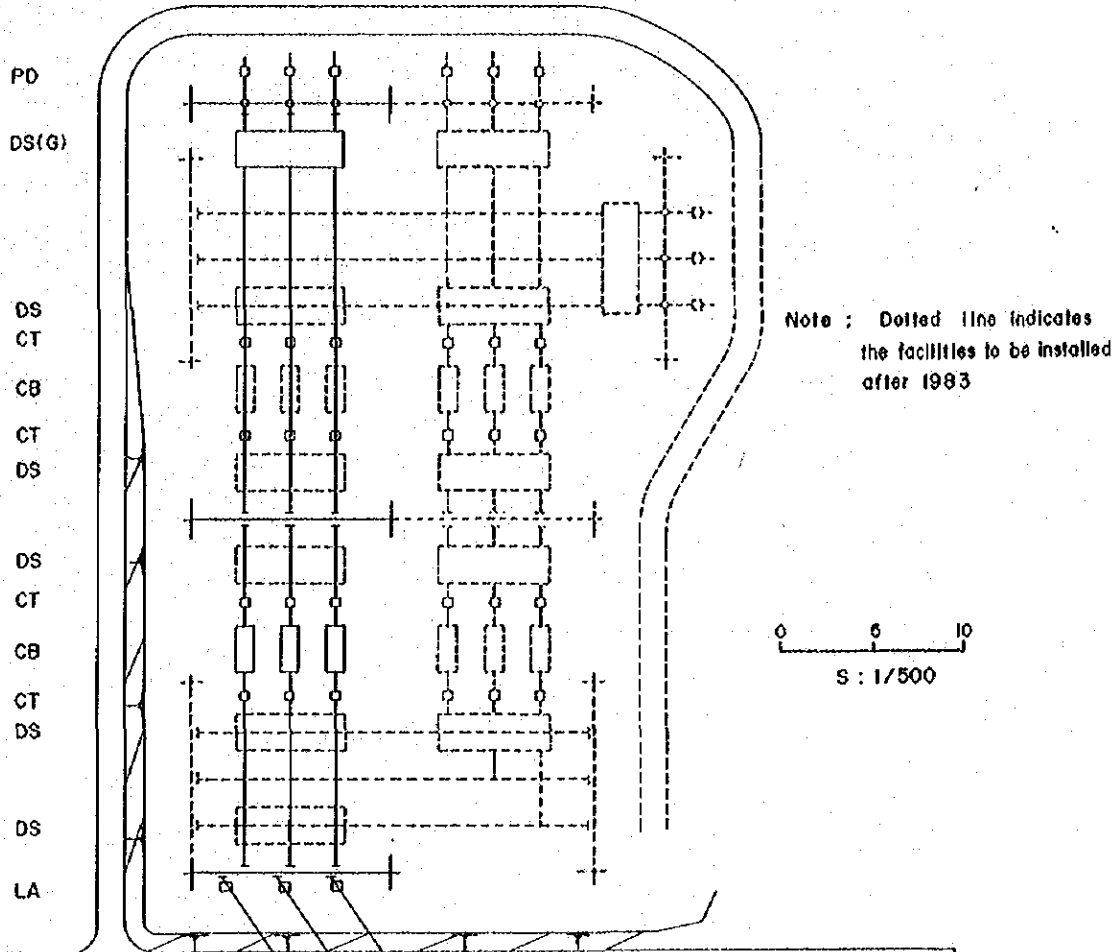 PD
DS(G)
DS
CT
CB
CT
DS
DS
CT
CB
CT
DS
DS
LA
Note : Dotted line indicates
the facilities to be installed
after 1983
0 5 10
S : 1/500